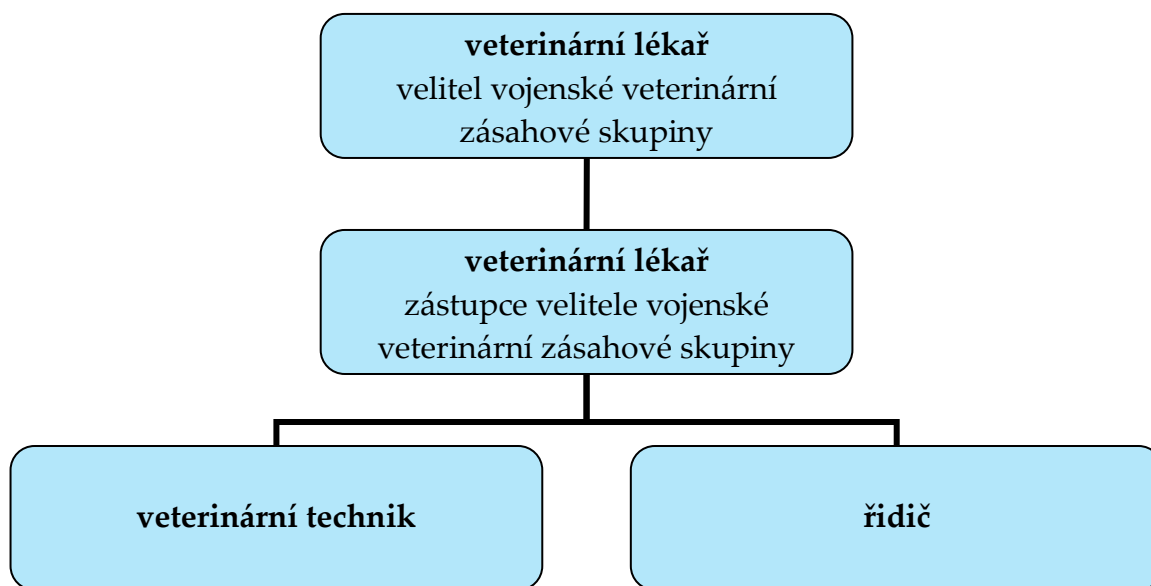 veterinární lékař
velitel vojenské veterinární
zásahové skupiny
veterinární lékař
zástupce velitele vojenské
veterinární zásahové skupiny
veterinární technik
řidič